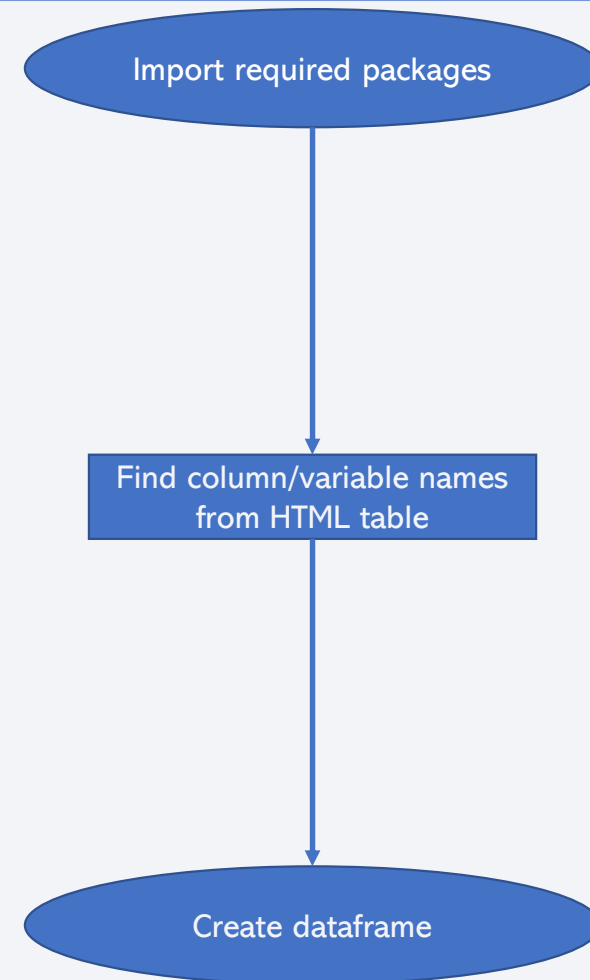 Import required packages
Find column/variable names
from HTML table
Create dataframe